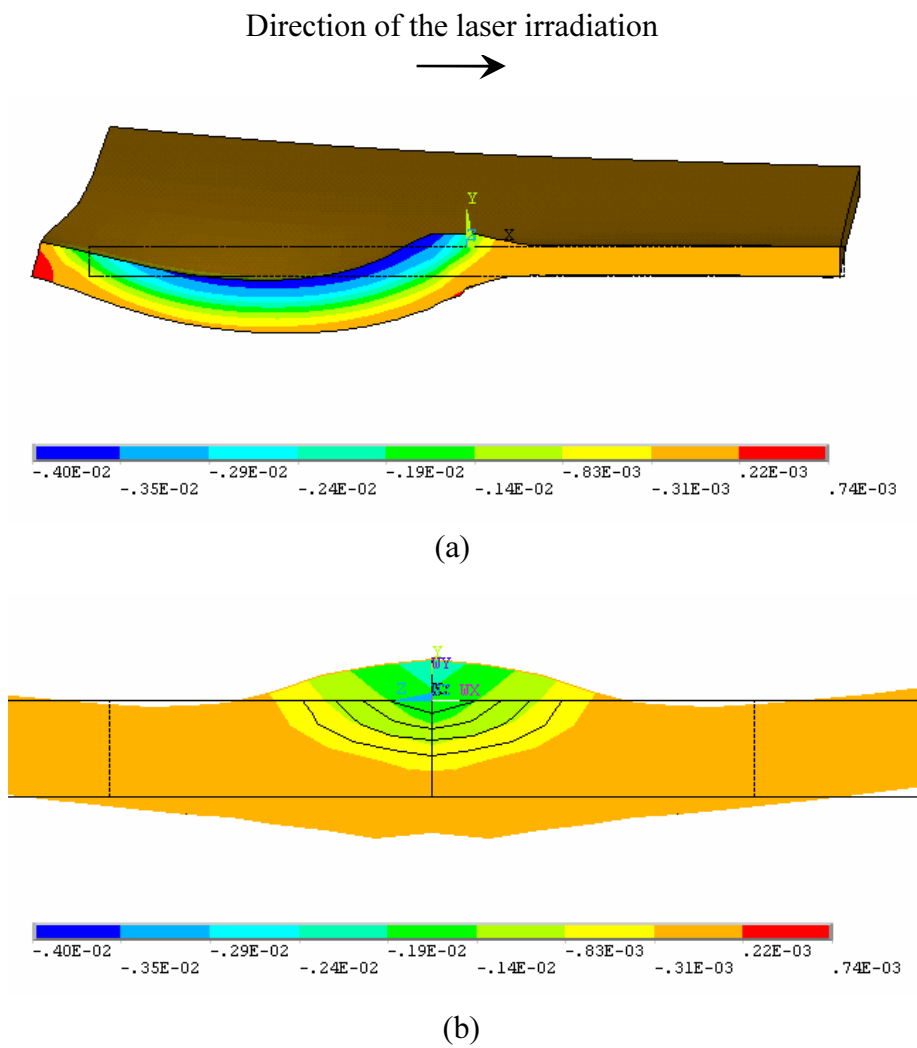 Direction of the laser irradiation
Y
Z X
-.40E-02 -.29E-02 -.19E-02 -.83E-03 .22E-03
-.35E-02 -.24E-02 -.14E-02 -.31E-03 .74E-03
(a)
Y
WY
Z WX
-.40E-02 -.29E-02 -.19E-02 -.83E-03 .22E-03
-.35E-02 -.24E-02 -.14E-02 -.31E-03 .74E-03
(b)